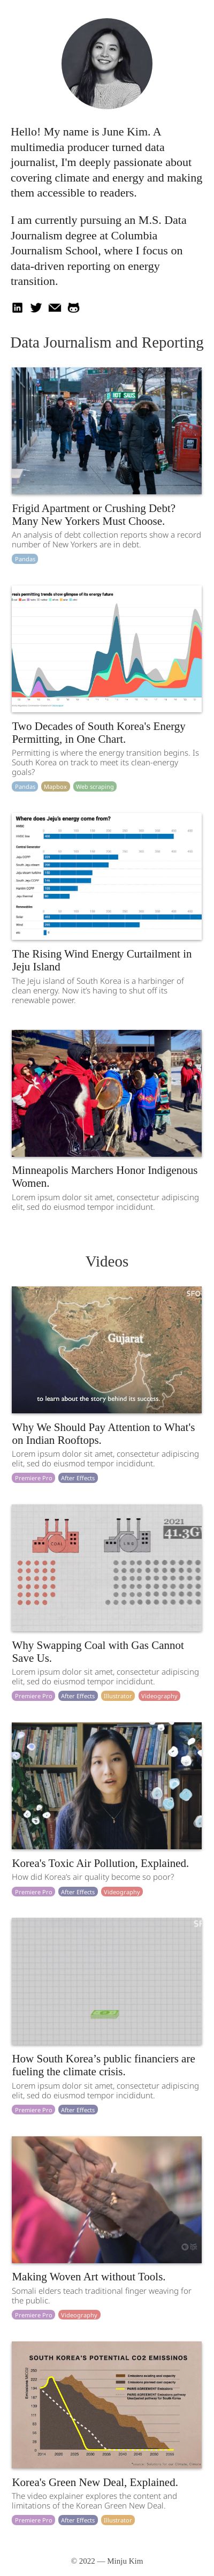 Hello! My name is June Kim. A
multimedia producer turned data
journalist, I'm deeply passionate about
covering climate and energy and making
them accessible to readers.
I am currently pursuing an M.S. Data
Journalism degree at Columbia
Journalism School, where I focus on
data-driven reporting on energy
transition.
Data Journalism and Reporting
HOT SALE
Frigid Apartment or Crushing Debt?
Many New Yorkers Must Choose.
An analysis of debt collection reports show a record
number of New Yorkers are in debt.
Pandas
rea's permitting trends show glimpses of its energy future
Two Decades of South Korea's Energy
Permitting, in One Chart.
Permitting is where the energy transition begins. Is
South Korea on track to meet its clean-energy
goals?
Pandas Mapbox Web scraping
Where does Jeju's energy come from?
The Rising Wind Energy Curtailment in
Jeju Island
The Jeju island of South Korea is a harbinger of
clean energy. Now it's having to shut off its
renewable power.
Minneapolis Marchers Honor Indigenous
Women.
Lorem ipsum dolor sit amet, consectetur adipiscing
elit, sed do eiusmod tempor incididunt.
Videos
SFO
Gujarat
to learn about the story behind its success.
Why We Should Pay Attention to What's
on Indian Rooftops.
Lorem ipsum dolor sit amet, consectetur adipiscing
elit, sed do eiusmod tempor incididunt.
Premiere Pro After Effects
2021
41.3G
COAL
LNG
Why Swapping Coal with Gas Cannot
Save Us.
Lorem ipsum dolor sit amet, consectetur adipiscing
elit, sed do eiusmod tempor incididunt.
Premiere Pro After Effects Illustrator Videography
Korea's Toxic Air Pollution, Explained.
How did Korea's air quality become so poor?
Premiere Pro After Effects Videography
SF
How South Korea’s public financiers are
fueling the climate crisis.
Lorem ipsum dolor sit amet, consectetur adipiscing
elit, sed do eiusmod tempor incididunt.
Premiere Pro After Effects
Making Woven Art without Tools.
Somali elders teach traditional finger weaving for
the public.
Premiere Pro Videography
SOUTH KOREA'S POTENTIAL CO2 EMISSINOS
Korea's Green New Deal, Explained.
The video explainer explores the content and
limitations of the Korean Green New Deal.
Premiere Pro After Effects Illustrator
© 2022 — Minju Kim